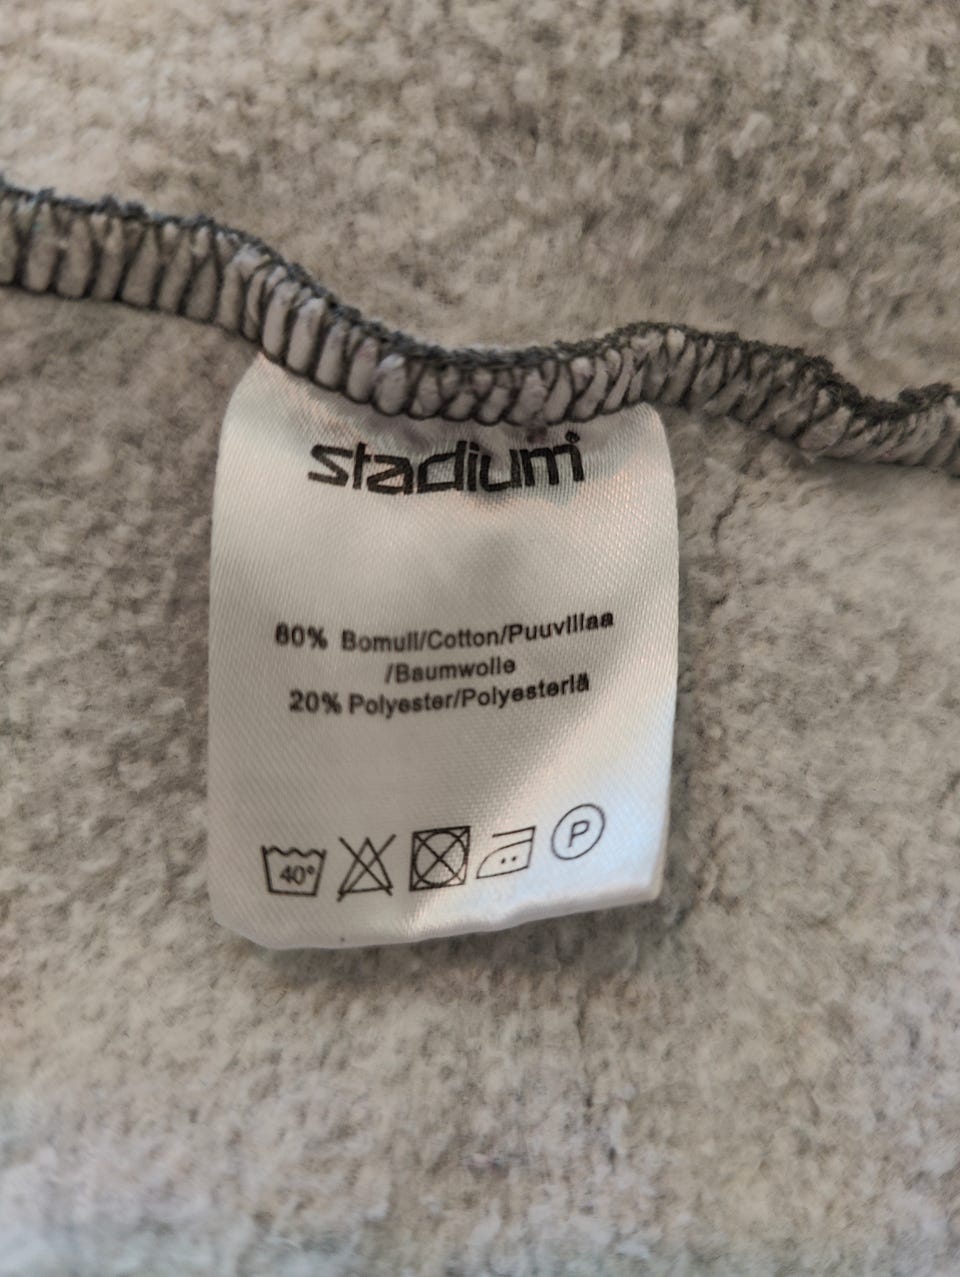 stadium
80% Bomull/Cotton/Puuvillaa
/Baumwolle
20% Polyester/Polyesteriä
40°
P